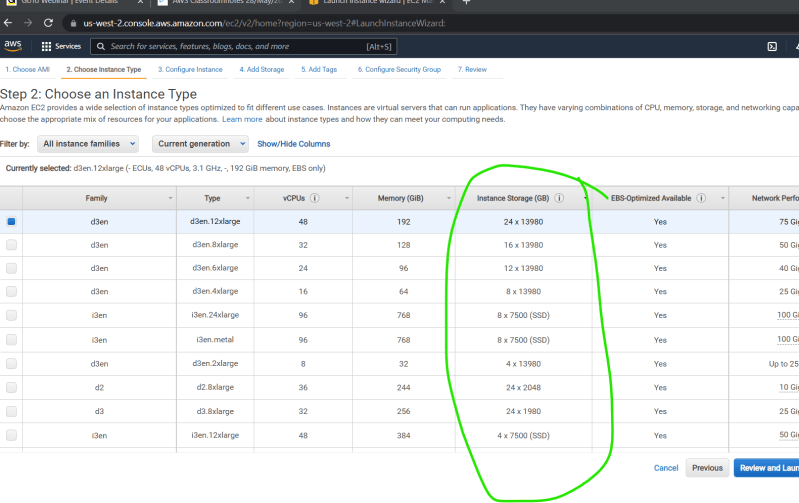 GoTo Webinar | Event Details
AWS Classroomnotes 28/May/20
Launch instance wizard | EC2 Ma
us-west-2.console.aws.amazon.com/ec2/v2/home?region=us-west-2#LaunchInstanceWizard:
aws Services Search for services, features, blogs, docs, and more [Alt+S]
1. Choose AMI 2. Choose Instance Type 3. Configure Instance 4. Add Storage 5. Add Tags 6. Configure Security Group 7. Review
Step 2: Choose an Instance Type
Amazon EC2 provides a wide selection of instance types optimized to fit different use cases. Instances are virtual servers that can run applications. They have varying combinations of CPU, memory, storage, and networking capa
choose the appropriate mix of resources for your applications. Learn more about instance types and how they can meet your computing needs.
Filter by: All instance families Current generation Show/Hide Columns
Currently selected: d3en.12xlarge (- ECUs, 48 vCPUs, 3.1 GHz, -, 192 GiB memory, EBS only)
Family Type vCPUs Memory (GiB) Instance Storage (GB) EBS-Optimized Available Network Perfo
d3en d3en.12xlarge 48 192 24 x 13980 Yes 75 Gig
d3en d3en.8xlarge 32 128 16 x 13980 Yes 50 Gig
d3en d3en.6xlarge 24 96 12 x 13980 Yes 40 Gig
d3en d3en.4xlarge 16 64 8 x 13980 Yes 25 Gig
i3en i3en.24xlarge 96 768 8 x 7500 (SSD) Yes 100 Gig
i3en i3en.metal 96 768 8 x 7500 (SSD) Yes 100 Gig
d3en d3en.2xlarge 8 32 4 x 13980 Yes Up to 25
d2 d2.8xlarge 36 244 24 x 2048 Yes 10 Gig
d3 d3.8xlarge 32 256 24 x 1980 Yes 25 Gig
i3en i3en.12xlarge 48 384 4 x 7500 (SSD) Yes 50 Gig
Cancel Previous Review and Laun